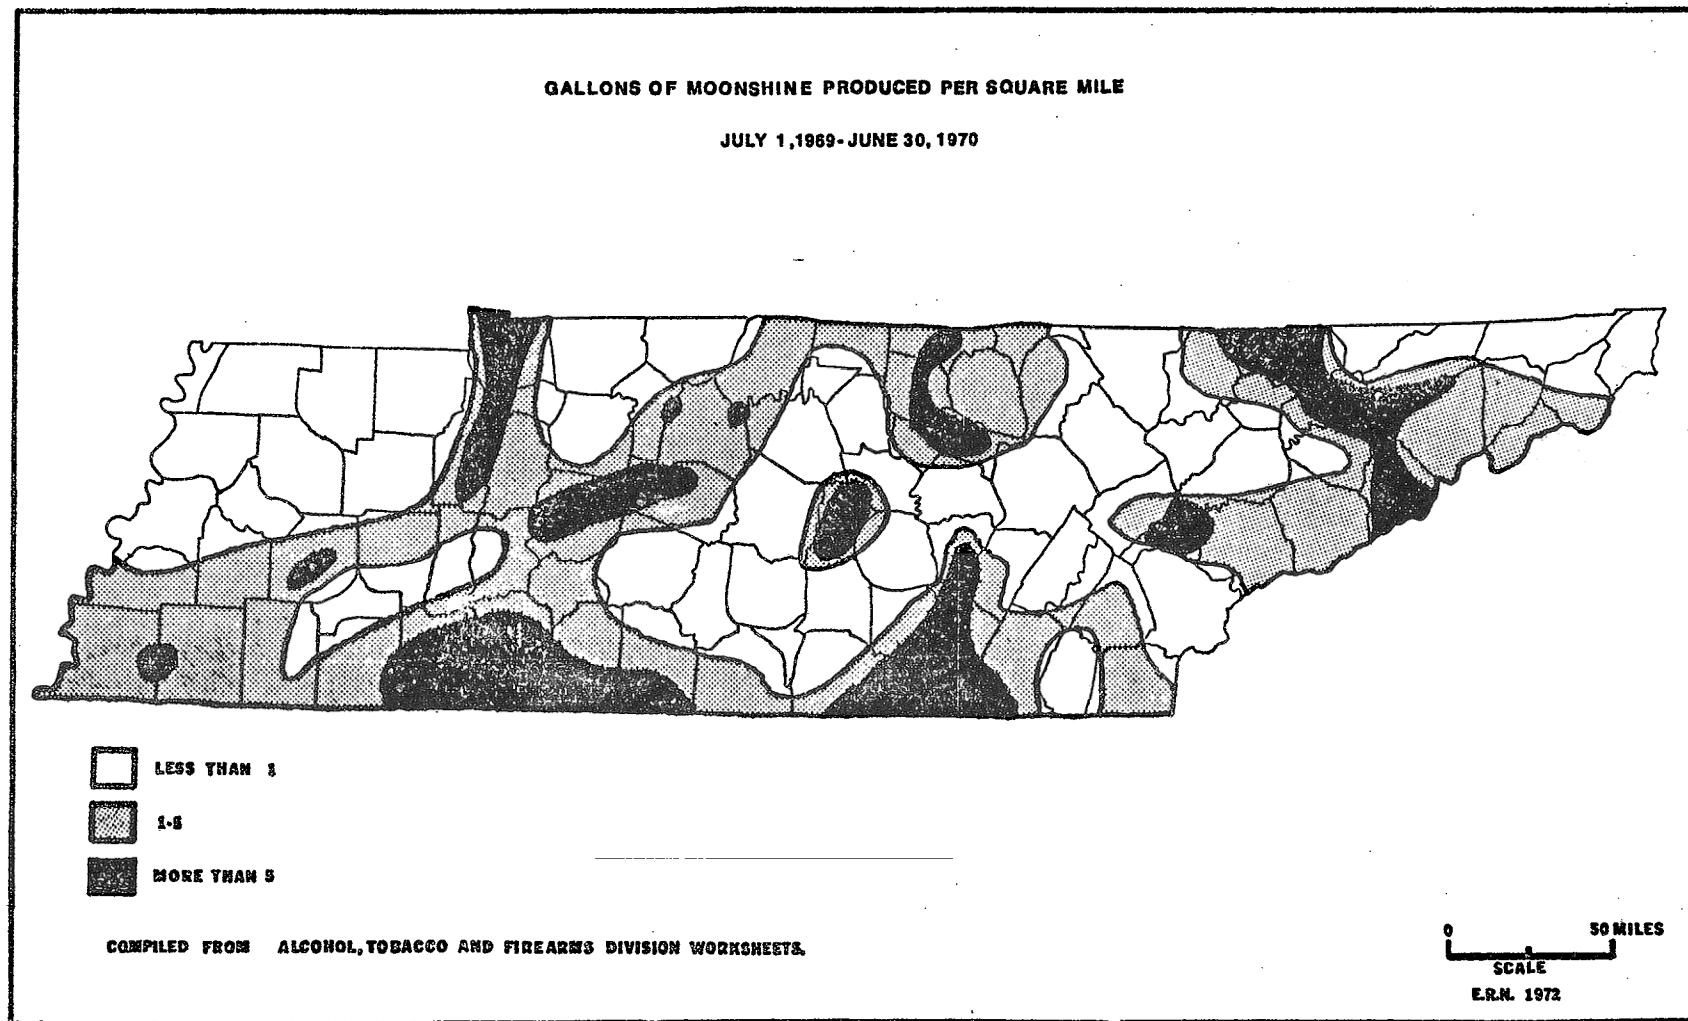 GALLONS OF MOONSHINE PRODUCED PER SQUARE MILE
JULY 1,1969-JUNE 30, 1970
LESS THAN 1
1-5
MORE THAN 5
COMPILED FROM ALCOHOL, TOBACCO AND FIREARMS DIVISION WORKSHEETS.
0 50 MILES
SCALE
E.R.N. 1972